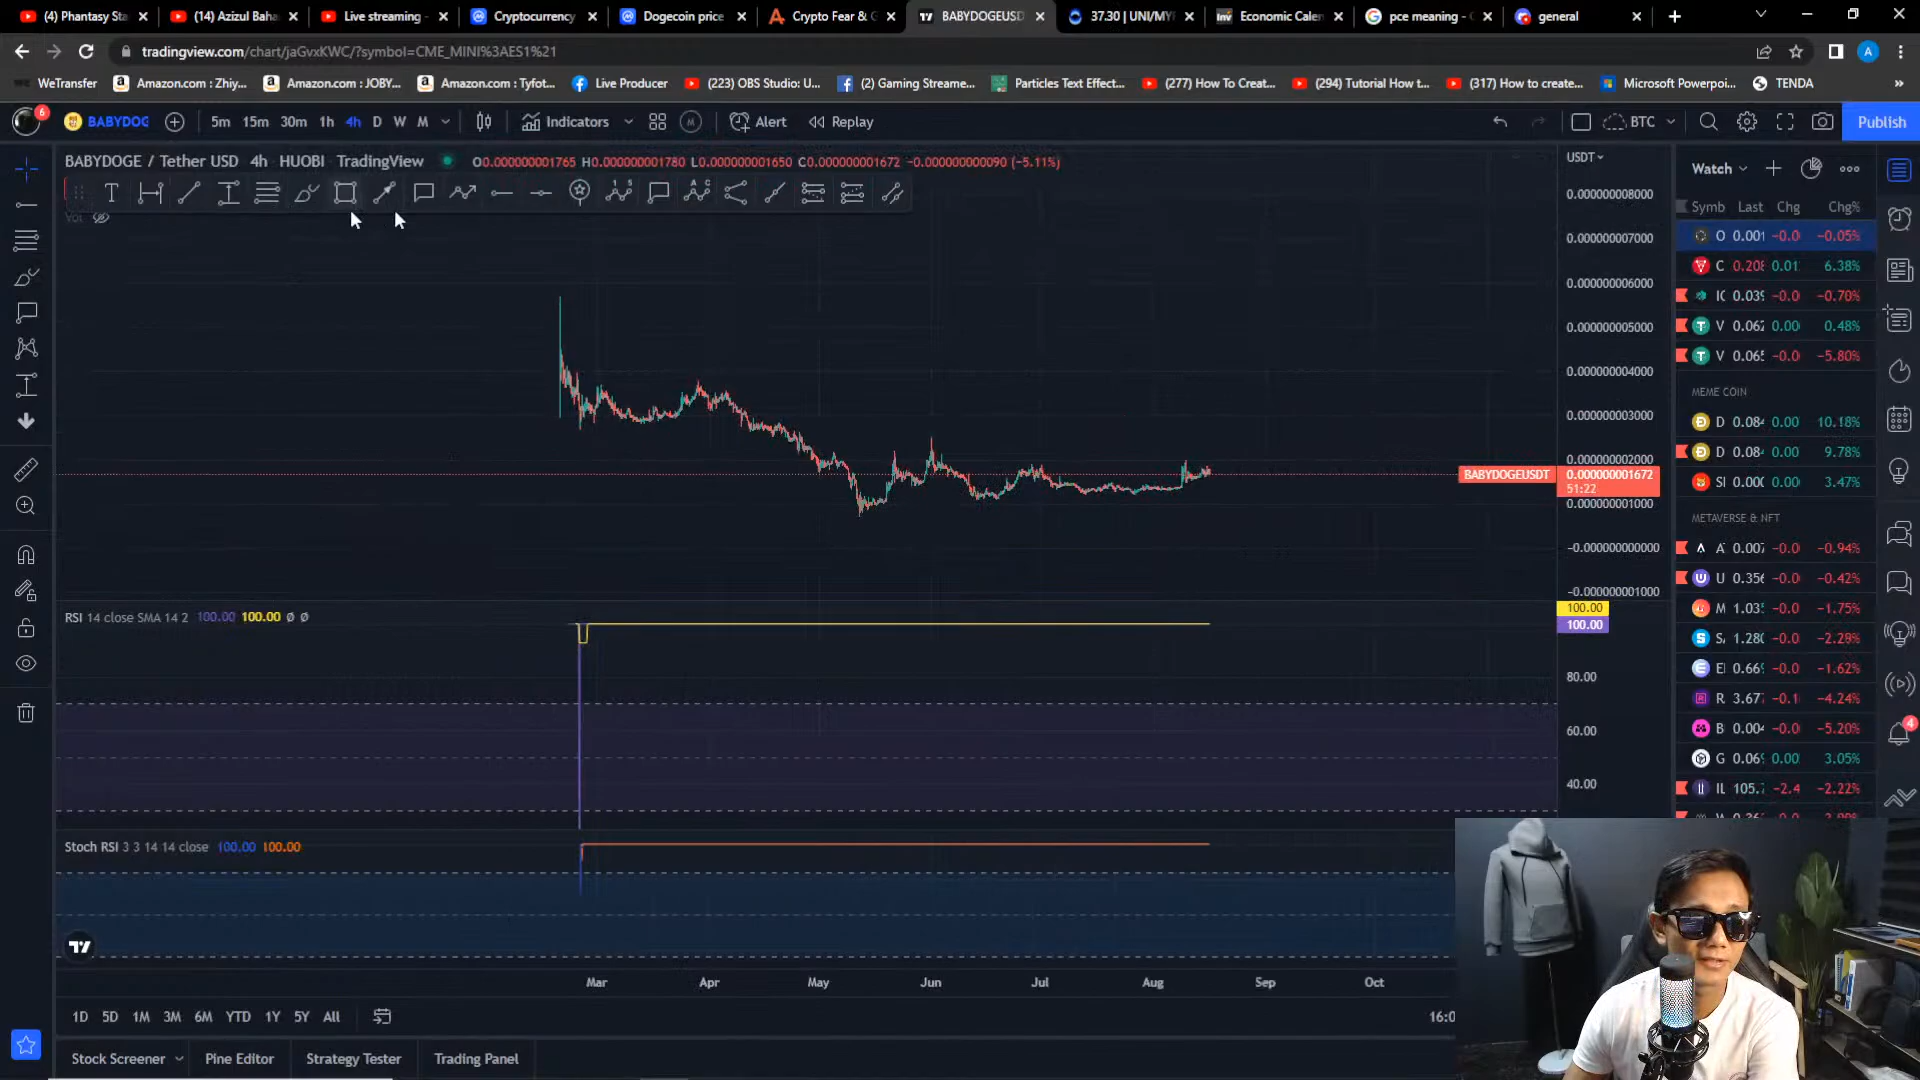 (4) Phantasy Sta
(14) Azizul Baha
Live streaming -
Cryptocurrency
Dogecoin price
Crypto Fear & G
BABYDOGEUSD
37.30 | UNI/MYR
Economic Calen
pce meaning - G
general
tradingview.com/chart/jaGvxKWC/?symbol=CME_MINI%3AES1%21
A
WeTransfer
Amazon.com : Zhiy...
Amazon.com : JOBY...
Amazon.com : Tyfot...
Live Producer
(223) OBS Studio: U...
(2) Gaming Streame...
Particles Text Effect...
(277) How To Creat...
(294) Tutorial How t...
(317) How to create...
Microsoft Powerpoi...
TENDA
6
BABYDOG
5m 15m 30m 1h 4h D W M
Indicators
Alert
Replay
BTC
Publish
BABYDOGE / Tether USD 4h HUOBI TradingView O0.000000001765 H0.000000001780 L0.000000001650 C0.000000001672 −0.000000000090 (−5.11%)
Vol
USDT
0.000000008000
0.000000007000
0.000000006000
0.000000005000
0.000000004000
0.000000003000
0.000000002000
BABYDOGEUSDT 0.000000001672
51:22
0.000000001000
−0.000000000000
−0.000000001000
RSI 14 close SMA 14 2 100.00 100.00 ø ø
100.00
100.00
80.00
60.00
40.00
Stoch RSI 3 3 14 14 close 100.00 100.00
Mar Apr May Jun Jul Aug Sep Oct
1D 5D 1M 3M 6M YTD 1Y 5Y All
16:0
Stock Screener
Pine Editor
Strategy Tester
Trading Panel
Watch
Symb Last Chg Chg%
O 0.001 −0.0 −0.05%
C 0.208 0.01 6.38%
IC 0.039 −0.0 −0.70%
V 0.062 0.00 0.48%
V 0.065 −0.0 −5.80%
MEME COIN
D 0.084 0.00 10.18%
D 0.084 0.00 9.78%
SI 0.000 0.00 3.47%
METAVERSE & NFT
A 0.007 −0.0 −0.94%
U 0.356 −0.0 −0.42%
M 1.035 −0.0 −1.75%
S. 1.280 −0.0 −2.29%
El 0.669 −0.0 −1.62%
R 3.677 −0.1 −4.24%
B 0.004 −0.0 −5.20%
G 0.069 0.00 3.05%
IL 105.7 −2.4 −2.22%
4